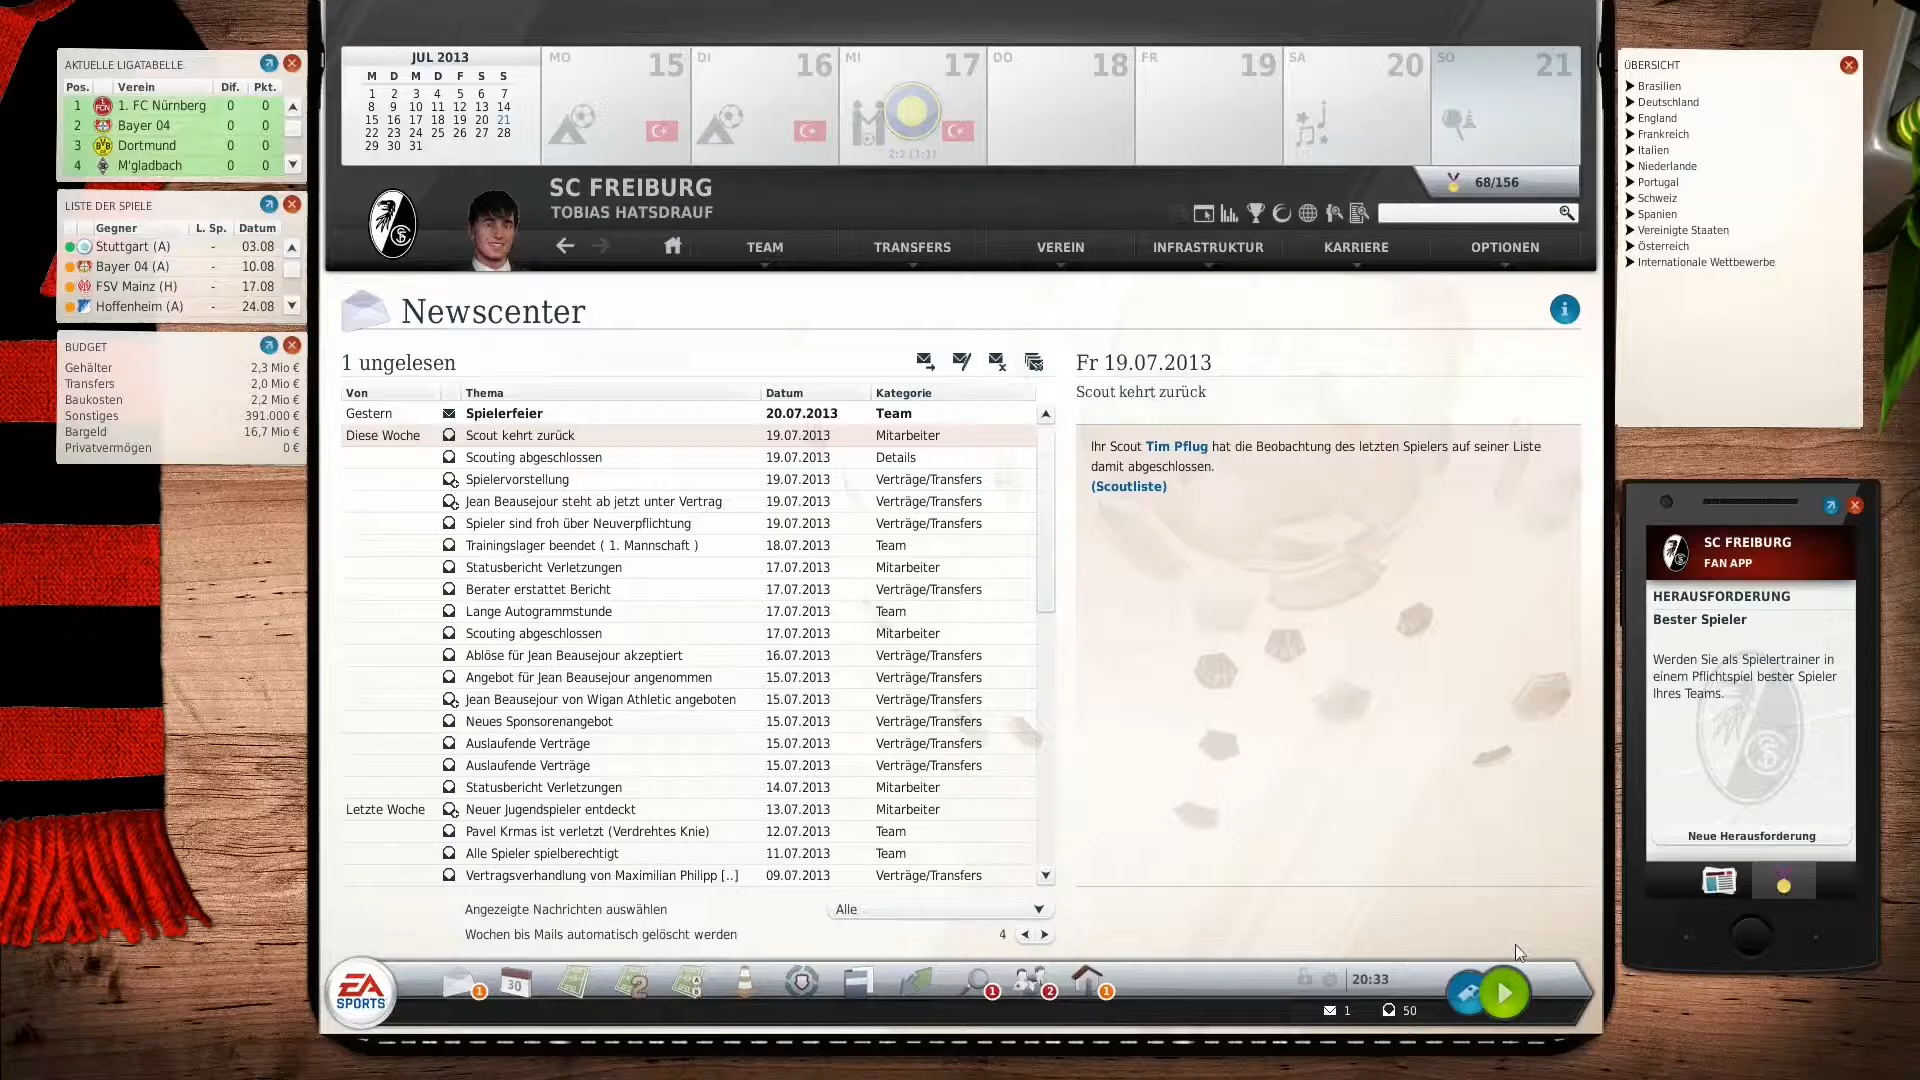 AKTUELLE LIGATABELLE
Pos. Verein Dif. Pkt.
1 1. FC Nürnberg 0 0
2 Bayer 04 0 0
3 Dortmund 0 0
4 M'gladbach 0 0
LISTE DER SPIELE
Gegner L. Sp. Datum
Stuttgart (A) - 03.08
Bayer 04 (A) - 10.08
FSV Mainz (H) - 17.08
Hoffenheim (A) - 24.08
BUDGET
Gehälter 2,3 Mio €
Transfers 2,0 Mio €
Baukosten 2,2 Mio €
Sonstiges 391.000 €
Bargeld 16,7 Mio €
Privatvermögen 0 €
JUL 2013
M D M D F S S
1 2 3 4 5 6 7
8 9 10 11 12 13 14
15 16 17 18 19 20 21
22 23 24 25 26 27 28
29 30 31
MO 15
DI 16
MI 17
2:2 (1:1)
DO 18
FR 19
SA 20
SO 21
68/156
SC FREIBURG
TOBIAS HATSDRAUF
TEAM TRANSFERS VEREIN INFRASTRUKTUR KARRIERE OPTIONEN
Newscenter
1 ungelesen
Von Thema Datum Kategorie
Gestern Spielerfeier 20.07.2013 Team
Diese Woche Scout kehrt zurück 19.07.2013 Mitarbeiter
Scouting abgeschlossen 19.07.2013 Details
Spielervorstellung 19.07.2013 Verträge/Transfers
Jean Beausejour steht ab jetzt unter Vertrag 19.07.2013 Verträge/Transfers
Spieler sind froh über Neuverpflichtung 19.07.2013 Verträge/Transfers
Trainingslager beendet ( 1. Mannschaft ) 18.07.2013 Team
Statusbericht Verletzungen 17.07.2013 Mitarbeiter
Berater erstattet Bericht 17.07.2013 Verträge/Transfers
Lange Autogrammstunde 17.07.2013 Team
Scouting abgeschlossen 17.07.2013 Mitarbeiter
Ablöse für Jean Beausejour akzeptiert 16.07.2013 Verträge/Transfers
Angebot für Jean Beausejour angenommen 15.07.2013 Verträge/Transfers
Jean Beausejour von Wigan Athletic angeboten 15.07.2013 Verträge/Transfers
Neues Sponsorenangebot 15.07.2013 Verträge/Transfers
Auslaufende Verträge 15.07.2013 Verträge/Transfers
Auslaufende Verträge 15.07.2013 Verträge/Transfers
Statusbericht Verletzungen 14.07.2013 Mitarbeiter
Letzte Woche Neuer Jugendspieler entdeckt 13.07.2013 Mitarbeiter
Pavel Krmas ist verletzt (Verdrehtes Knie) 12.07.2013 Team
Alle Spieler spielberechtigt 11.07.2013 Team
Vertragsverhandlung von Maximilian Philipp [..] 09.07.2013 Verträge/Transfers
Angezeigte Nachrichten auswählen Alle
Wochen bis Mails automatisch gelöscht werden 4
Fr 19.07.2013
Scout kehrt zurück
Ihr Scout Tim Pflug hat die Beobachtung des letzten Spielers auf seiner Liste
damit abgeschlossen.
(Scoutliste)
EA
SPORTS
1
30
2
1
2
1
20:33
1 50
ÜBERSICHT
Brasilien
Deutschland
England
Frankreich
Italien
Niederlande
Portugal
Schweiz
Spanien
Vereinigte Staaten
Österreich
Internationale Wettbewerbe
SC FREIBURG
FAN APP
HERAUSFORDERUNG
Bester Spieler
Werden Sie als Spielertrainer in
einem Pflichtspiel bester Spieler
Ihres Teams.
Neue Herausforderung